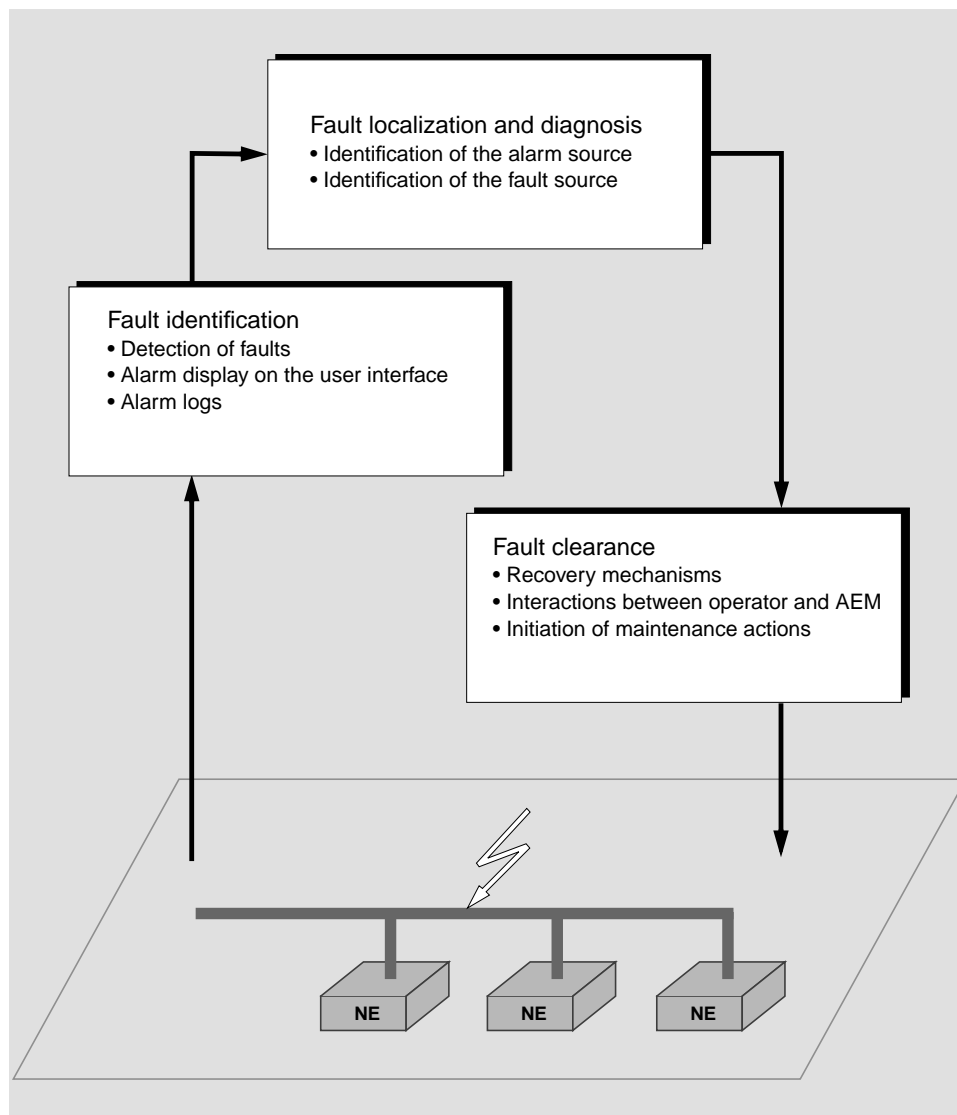 Fault localization and diagnosis
• Identification of the alarm source
• Identification of the fault source
Fault identification
• Detection of faults
• Alarm display on the user interface
• Alarm logs
Fault clearance
• Recovery mechanisms
• Interactions between operator and AEM
• Initiation of maintenance actions
NE
NE
NE